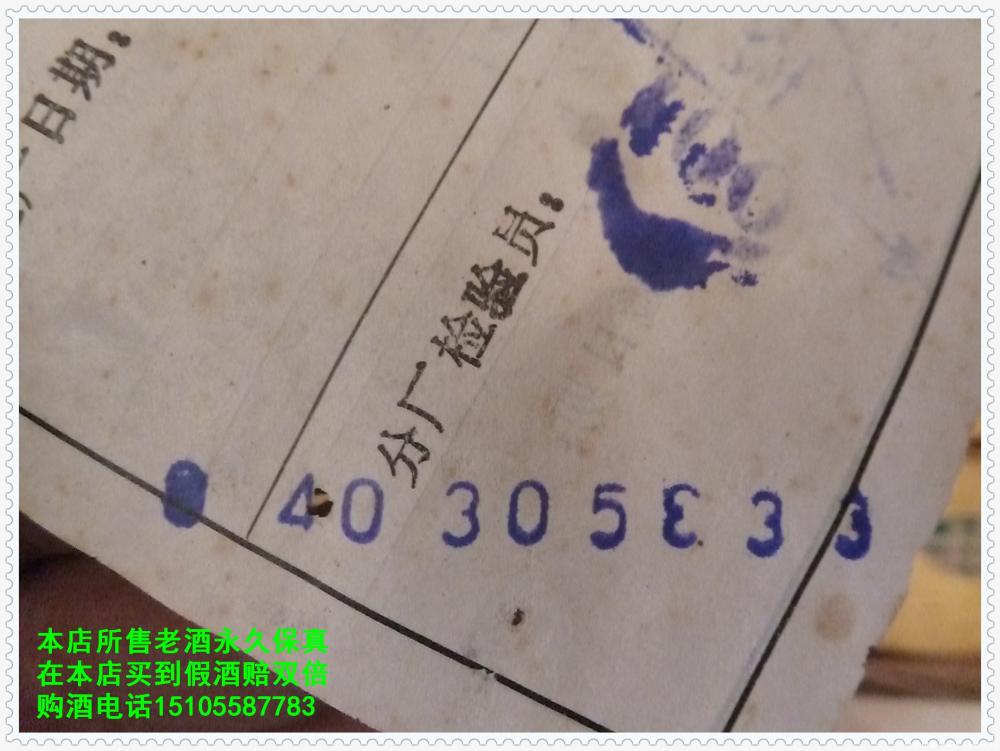 日期：
分厂检验员：
40 305 3
本店所售老酒永久保真
在本店买到假酒赔双倍
购酒电话15105587783